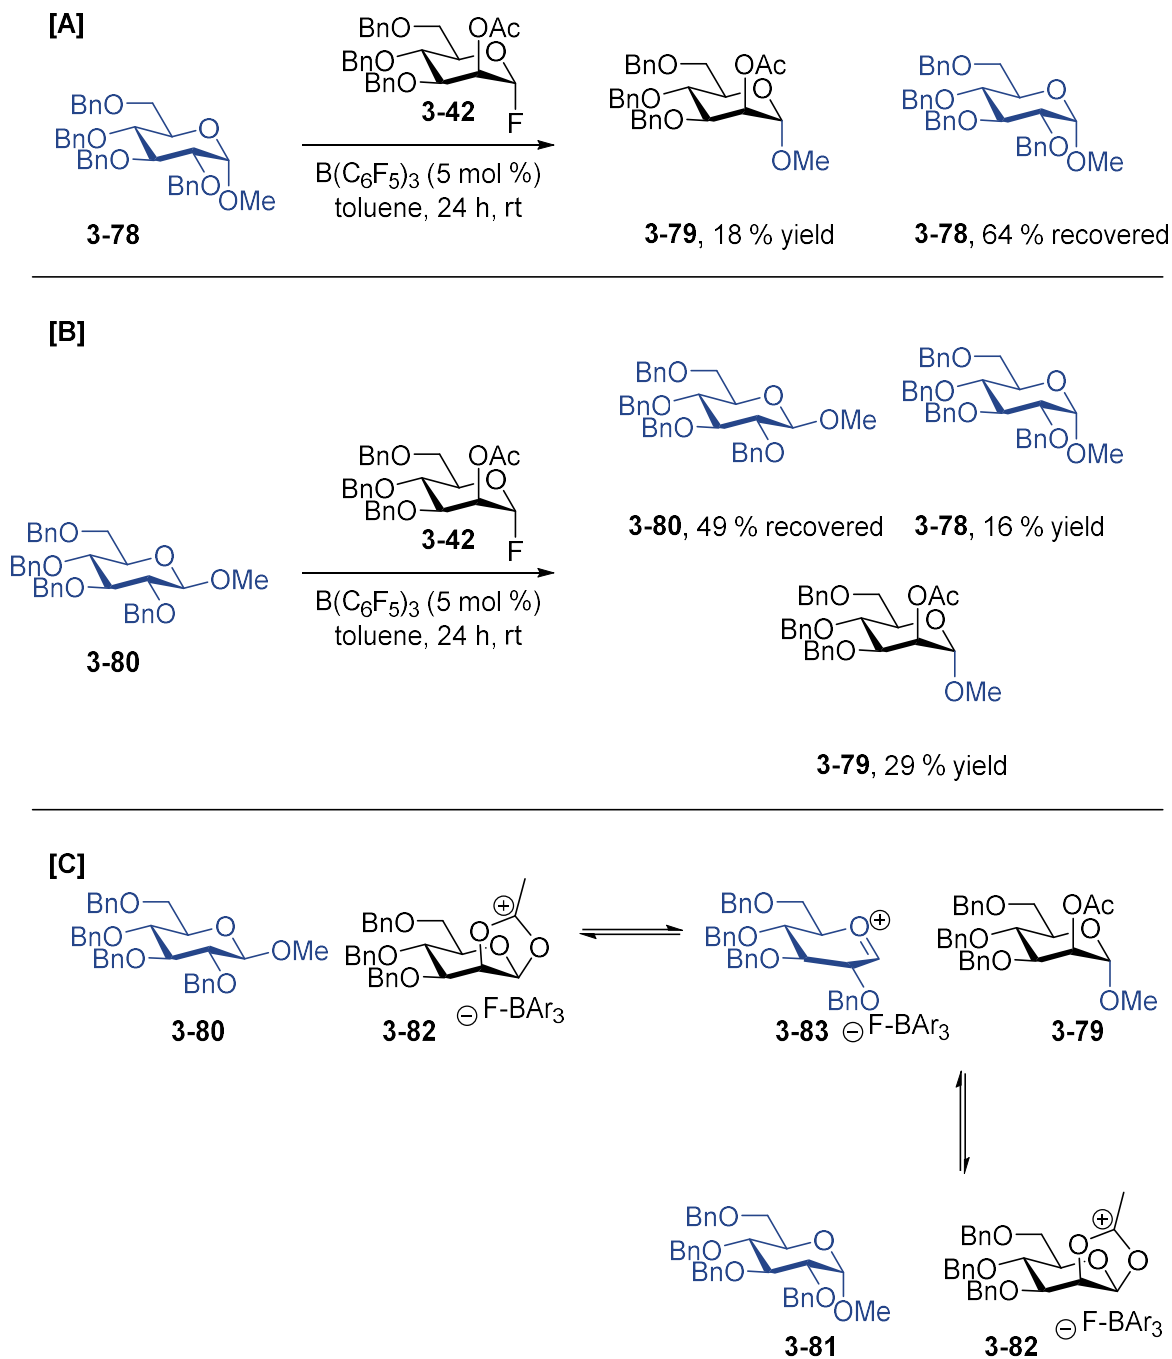 [A]
BnO
OAc
BnO
O
BnO
3-42
F
BnO
O
BnO
BnO
BnO
OMe
3-78
B(C6F5)3 (5 mol %)
toluene, 24 h, rt
BnO
OAc
BnO
O
BnO
OMe
3-79, 18 % yield
BnO
O
BnO
BnO
BnO
OMe
3-78, 64 % recovered
[B]
BnO
O
BnO
BnO
OMe
BnO
3-80
BnO
OAc
O
BnO
BnO
3-42
F
B(C6F5)3 (5 mol %)
toluene, 24 h, rt
BnO
O
BnO
OMe
BnO
BnO
3-80, 49 % recovered
BnO
O
BnO
BnO
BnO
OMe
3-78, 16 % yield
BnO
OAc
O
BnO
BnO
OMe
3-79, 29 % yield
[C]
BnO
O
BnO
OMe
BnO
BnO
3-80
+
BnO
O
O
O
BnO
BnO
− F-BAr3
3-82
BnO
O+
BnO
BnO
BnO
− F-BAr3
3-83
BnO
OAc
O
BnO
BnO
OMe
3-79
BnO
O
BnO
BnO
BnO
OMe
3-81
+
BnO
O
O
O
BnO
BnO
− F-BAr3
3-82